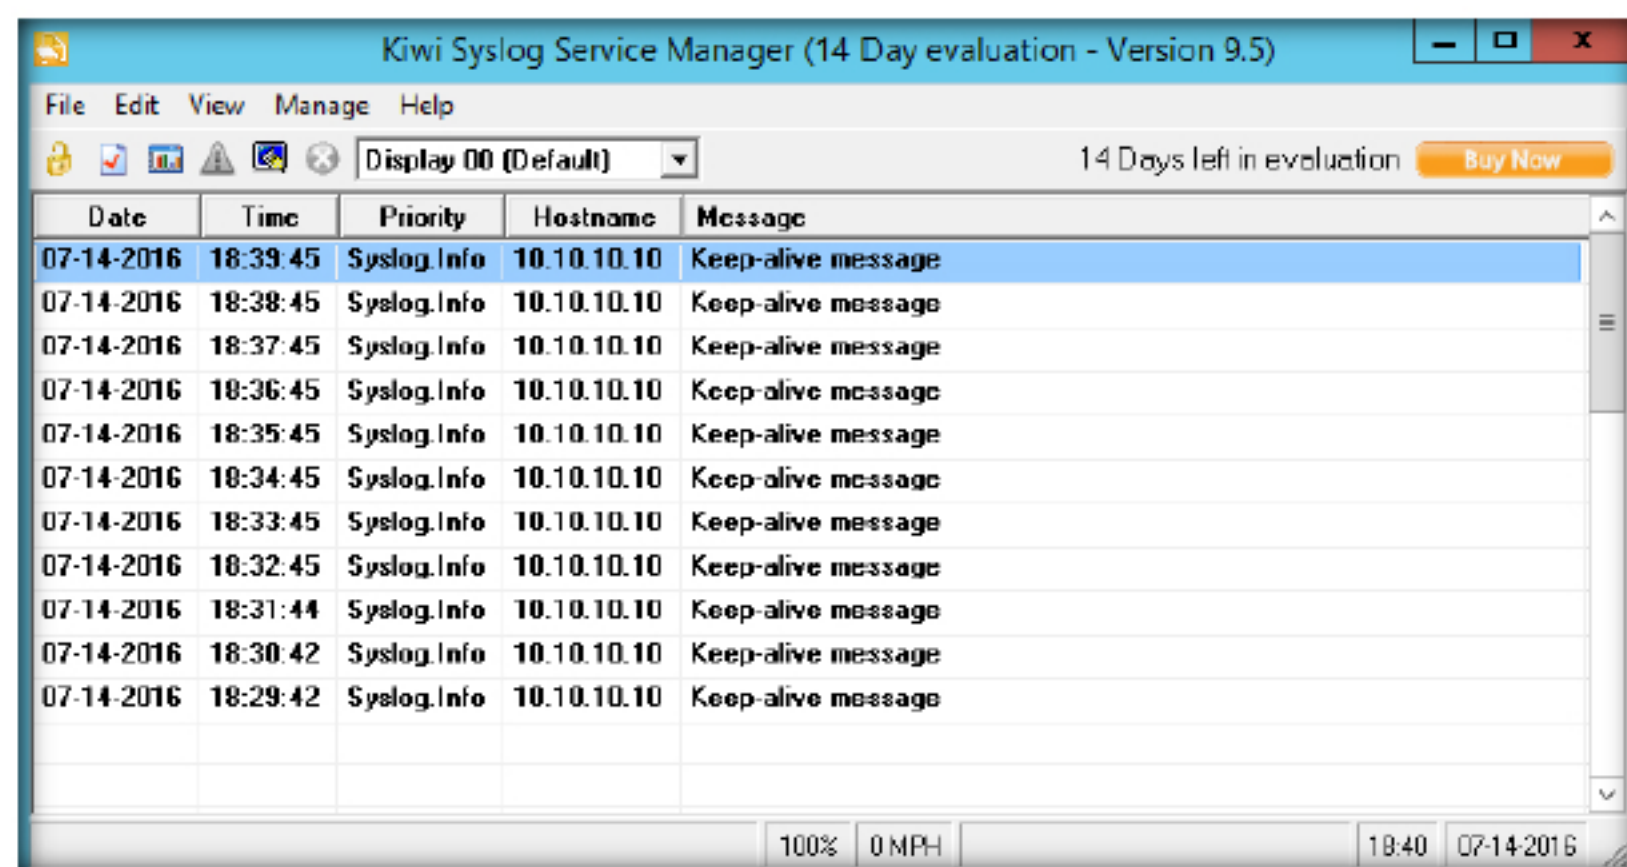 Kiwi Syslog Service Manager (14 Day evaluation - Version 9.5)
File Edit View Manage Help
Display 00 (Default) 14 Days left in evaluation Buy Now
Date Time Priority Hostname Message
07-14-2016 18:39:45 Syslog.Info 10.10.10.10 Keep-alive message
07-14-2016 18:38:45 Syslog.Info 10.10.10.10 Keep-alive message
07-14-2016 18:37:45 Syslog.Info 10.10.10.10 Keep-alive message
07-14-2016 18:36:45 Syslog.Info 10.10.10.10 Keep-alive message
07-14-2016 18:35:45 Syslog.Info 10.10.10.10 Keep-alive message
07-14-2016 18:34:45 Syslog.Info 10.10.10.10 Keep-alive message
07-14-2016 18:33:45 Syslog.Info 10.10.10.10 Keep-alive message
07-14-2016 18:32:45 Syslog.Info 10.10.10.10 Keep-alive message
07-14-2016 18:31:44 Syslog.Info 10.10.10.10 Keep-alive message
07-14-2016 18:30:42 Syslog.Info 10.10.10.10 Keep-alive message
07-14-2016 18:29:42 Syslog.Info 10.10.10.10 Keep-alive message
100% 0 MPH 18:40 07-14-2016